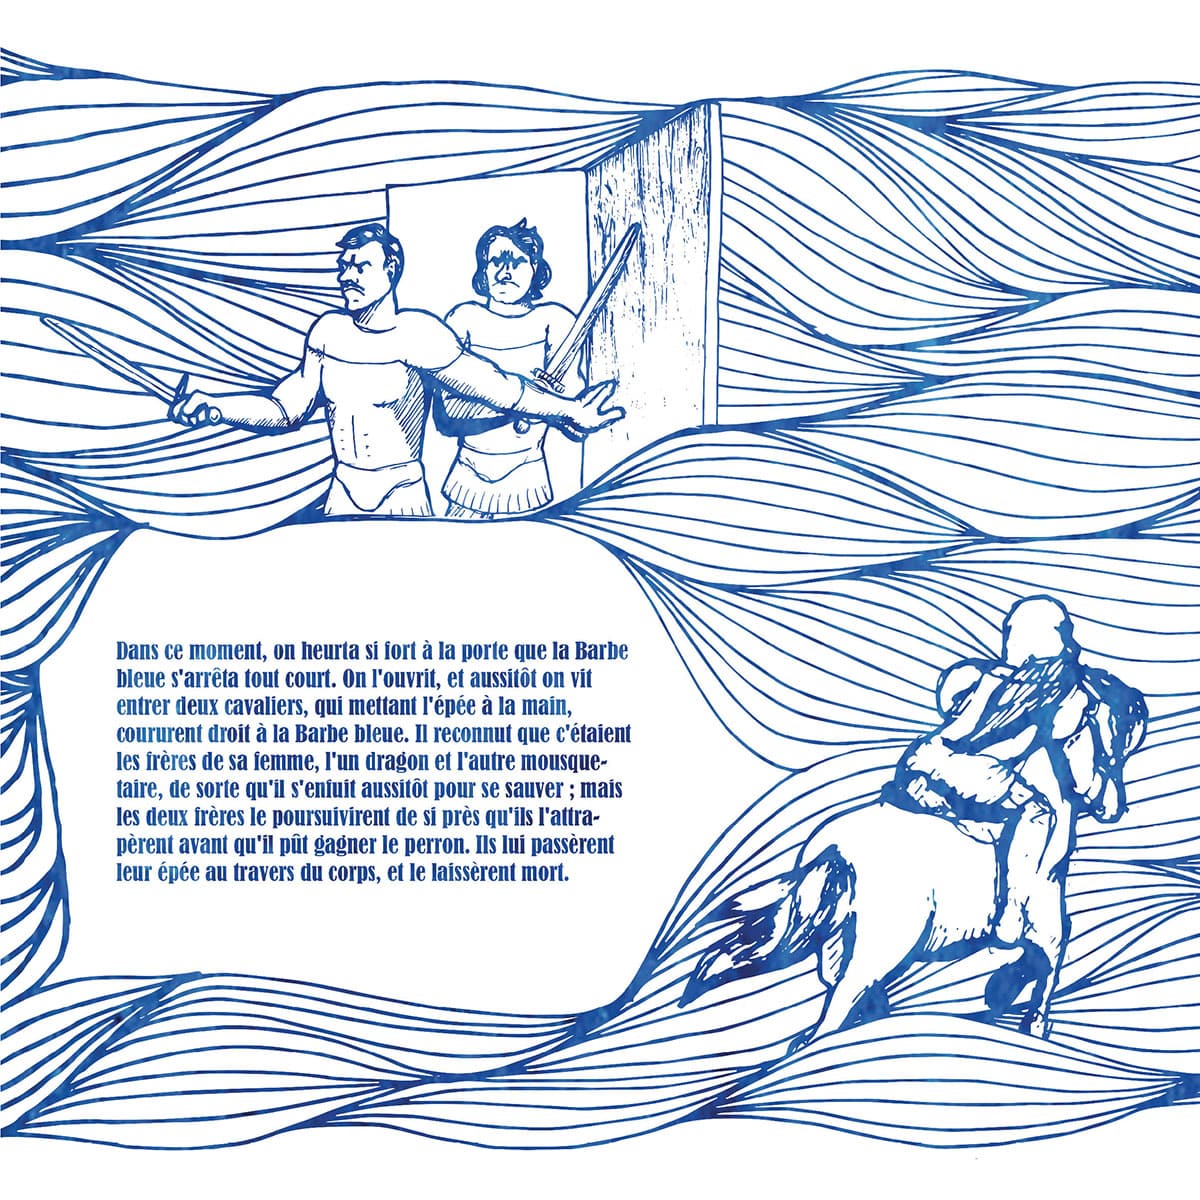 Dans ce moment, on heurta si fort à la porte que la Barbe
bleue s'arrêta tout court. On l'ouvrit, et aussitôt on vit
entrer deux cavaliers, qui mettant l'épée à la main,
coururent droit à la Barbe bleue. Il reconnut que c'étaient
les frères de sa femme, l'un dragon et l'autre mousque-
taire, de sorte qu'il s'enfuit aussitôt pour se sauver ; mais
les deux frères le poursuivirent de si près qu'ils l'attra-
pèrent avant qu'il pût gagner le perron. Ils lui passèrent
leur épée au travers du corps, et le laissèrent mort.